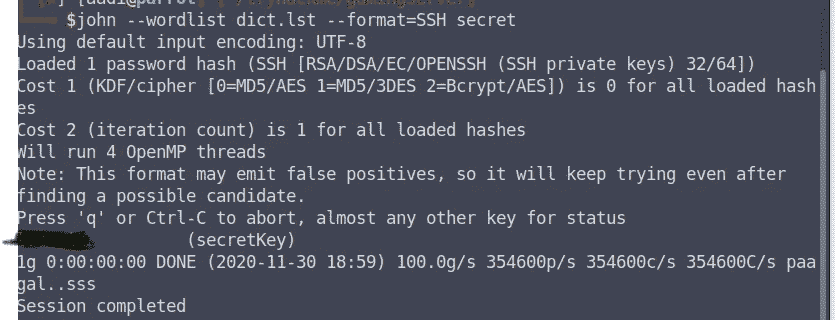 $john --wordlist dict.lst --format=SSH secret
Using default input encoding: UTF-8
Loaded 1 password hash (SSH [RSA/DSA/EC/OPENSSH (SSH private keys) 32/64])
Cost 1 (KDF/cipher [0=MD5/AES 1=MD5/3DES 2=Bcrypt/AES]) is 0 for all loaded hash
es
Cost 2 (iteration count) is 1 for all loaded hashes
Will run 4 OpenMP threads
Note: This format may emit false positives, so it will keep trying even after
finding a possible candidate.
Press 'q' or Ctrl-C to abort, almost any other key for status
(secretKey)
1g 0:00:00:00 DONE (2020-11-30 18:59) 100.0g/s 354600p/s 354600c/s 354600C/s paa
gal..sss
Session completed